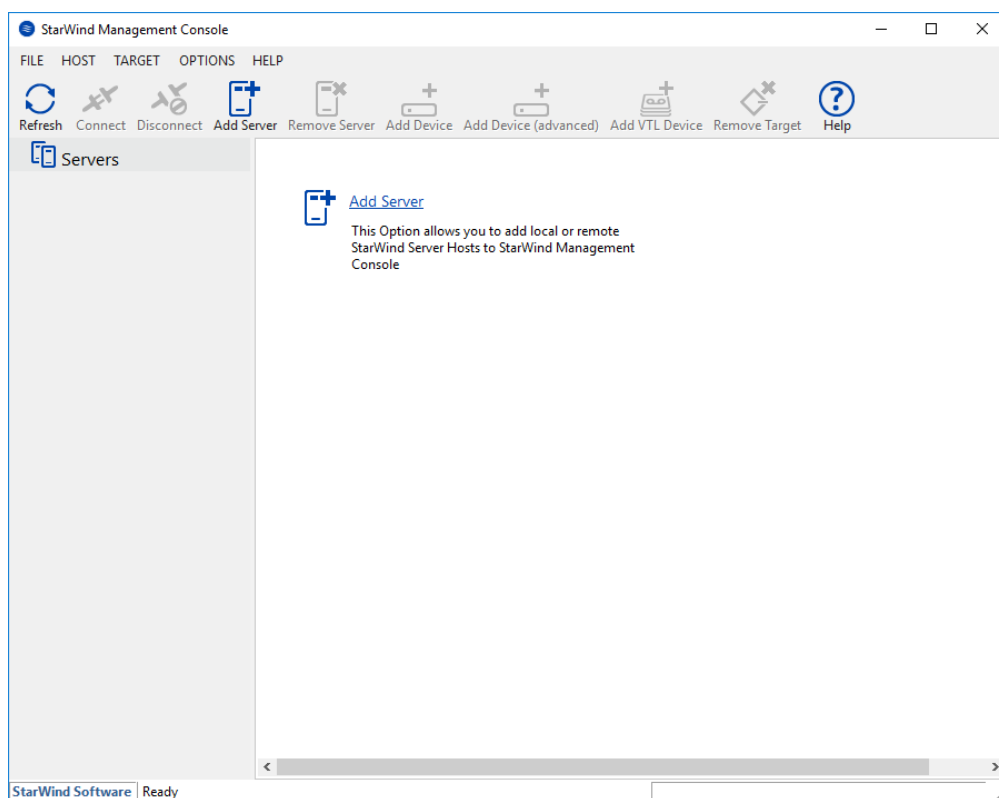 StarWind Management Console
FILE HOST TARGET OPTIONS HELP
Refresh Connect Disconnect Add Server Remove Server Add Device Add Device (advanced) Add VTL Device Remove Target Help
Servers
Add Server
This Option allows you to add local or remote
StarWind Server Hosts to StarWind Management
Console
StarWind Software Ready